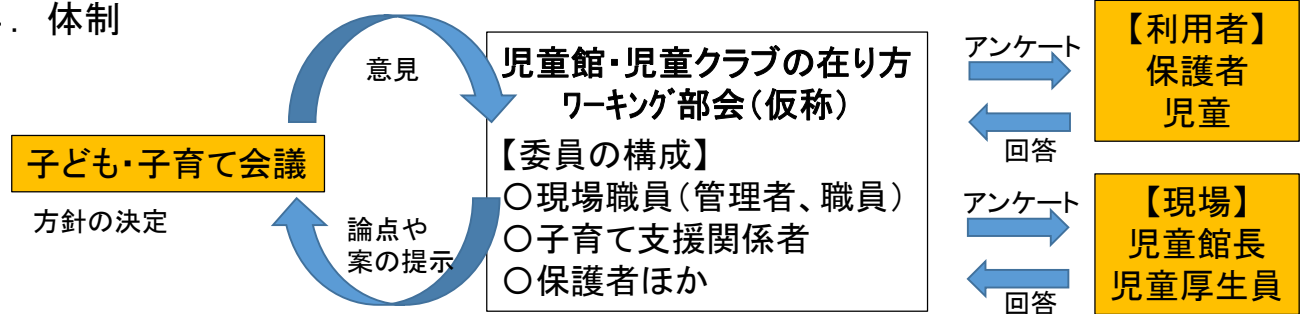 体制
意見
子ども・子育て会議
方針の決定
論点や
案の提示
児童館・児童クラブの在り方
ワーキング部会（仮称）
【委員の構成】
○現場職員（管理者、職員）
○子育て支援関係者
○保護者ほか
アンケート
回答
【利用者】
保護者
児童
アンケート
回答
【現場】
児童館長
児童厚生員